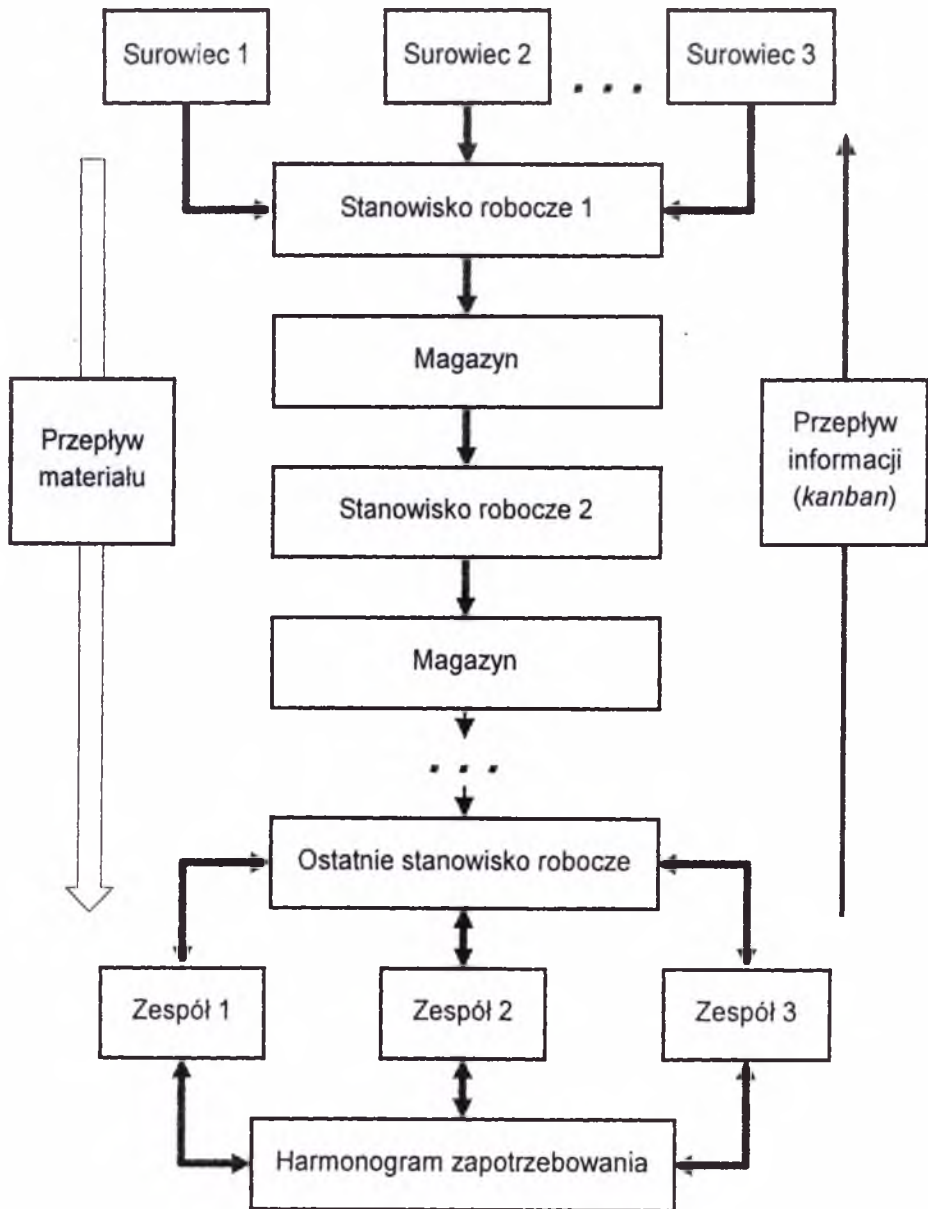 Surowiec 1
Surowiec 2
. . .
Surowiec 3
Stanowisko robocze 1
Magazyn
Przepływ
materiału
Przepływ
informacji
(kanban)
Stanowisko robocze 2
Magazyn
. . .
Ostatnie stanowisko robocze
Zespół 1
Zespół 2
Zespół 3
Harmonogram zapotrzebowania